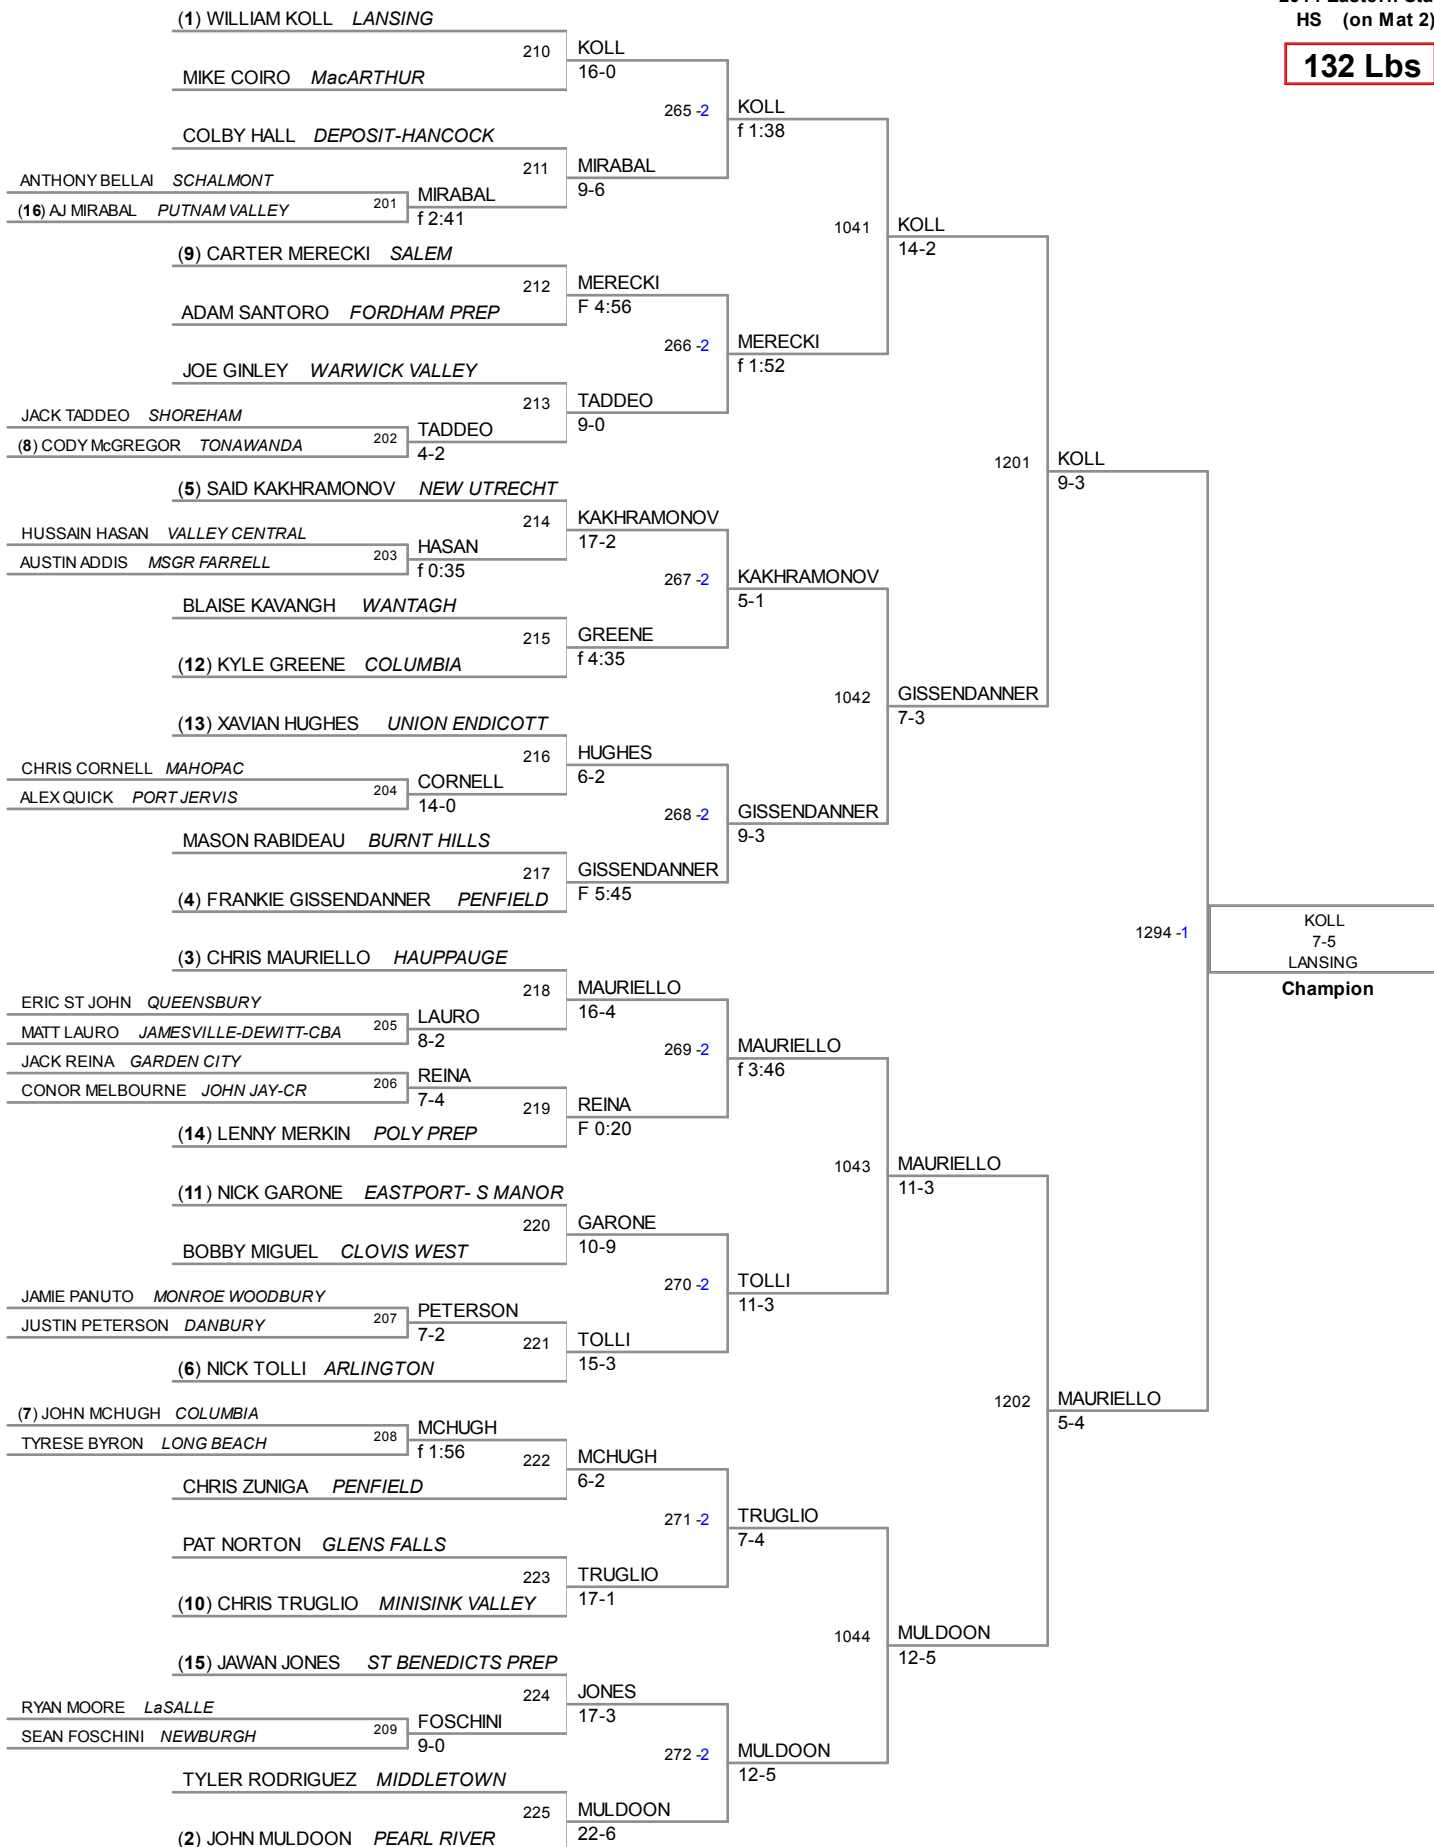 HS (on Mat 2)
132 Lbs
(1) WILLIAM KOLL LANSING
210 KOLL
16-0
MIKE COIRO MacARTHUR
265 -2 KOLL
f 1:38
COLBY HALL DEPOSIT-HANCOCK
211 MIRABAL
9-6
ANTHONY BELLAI SCHALMONT
201 MIRABAL
f 2:41
(16) AJ MIRABAL PUTNAM VALLEY
1041 KOLL
14-2
(9) CARTER MERECKI SALEM
212 MERECKI
F 4:56
ADAM SANTORO FORDHAM PREP
266 -2 MERECKI
f 1:52
JOE GINLEY WARWICK VALLEY
213 TADDEO
9-0
JACK TADDEO SHOREHAM
202 TADDEO
4-2
(8) CODY McGREGOR TONAWANDA
1201 KOLL
9-3
(5) SAID KAKHRAMONOV NEW UTRECHT
214 KAKHRAMONOV
17-2
HUSSAIN HASAN VALLEY CENTRAL
203 HASAN
f 0:35
AUSTIN ADDIS MSGR FARRELL
267 -2 KAKHRAMONOV
5-1
BLAISE KAVANGH WANTAGH
215 GREENE
f 4:35
(12) KYLE GREENE COLUMBIA
1042 GISSENDANNER
7-3
(13) XAVIAN HUGHES UNION ENDICOTT
216 HUGHES
6-2
CHRIS CORNELL MAHOPAC
204 CORNELL
14-0
ALEX QUICK PORT JERVIS
268 -2 GISSENDANNER
9-3
MASON RABIDEAU BURNT HILLS
217 GISSENDANNER
F 5:45
(4) FRANKIE GISSENDANNER PENFIELD
1294 -1 KOLL
7-5
LANSING
Champion
(3) CHRIS MAURIELLO HAUPPAUGE
218 MAURIELLO
16-4
ERIC ST JOHN QUEENSBURY
205 LAURO
8-2
MATT LAURO JAMESVILLE-DEWITT-CBA
269 -2 MAURIELLO
f 3:46
JACK REINA GARDEN CITY
206 REINA
7-4
CONOR MELBOURNE JOHN JAY-CR
219 REINA
F 0:20
(14) LENNY MERKIN POLY PREP
1043 MAURIELLO
11-3
(11) NICK GARONE EASTPORT- S MANOR
220 GARONE
10-9
BOBBY MIGUEL CLOVIS WEST
270 -2 TOLLI
11-3
JAMIE PANUTO MONROE WOODBURY
207 PETERSON
7-2
JUSTIN PETERSON DANBURY
221 TOLLI
15-3
(6) NICK TOLLI ARLINGTON
1202 MAURIELLO
5-4
(7) JOHN MCHUGH COLUMBIA
208 MCHUGH
f 1:56
TYRESE BYRON LONG BEACH
222 MCHUGH
6-2
CHRIS ZUNIGA PENFIELD
271 -2 TRUGLIO
7-4
PAT NORTON GLENS FALLS
223 TRUGLIO
17-1
(10) CHRIS TRUGLIO MINISINK VALLEY
1044 MULDOON
12-5
(15) JAWAN JONES ST BENEDICTS PREP
224 JONES
17-3
RYAN MOORE LaSALLE
209 FOSCHINI
9-0
SEAN FOSCHINI NEWBURGH
272 -2 MULDOON
12-5
TYLER RODRIGUEZ MIDDLETOWN
225 MULDOON
22-6
(2) JOHN MULDOON PEARL RIVER